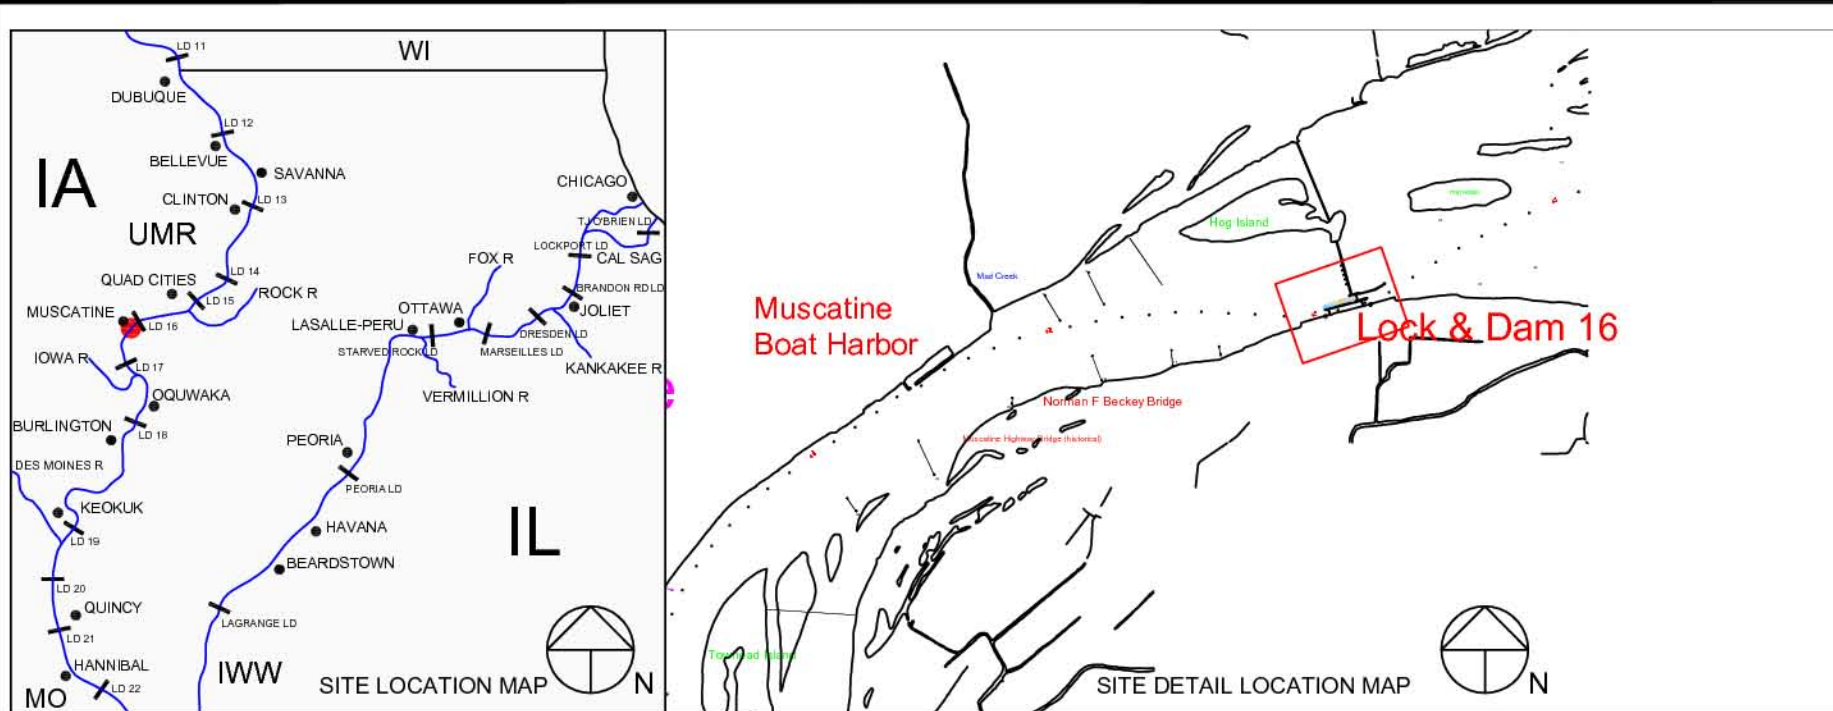 WI
LD 11
DUBUQUE
LD 12
BELLEVUE
IA
SAVANNA
CLINTON
LD 13
UMR
CHICAGO
T.J O'BRIEN LD
LOCKPORT LD
CAL SAG
FOX R
LD 14
QUAD CITIES
ROCK R
BRANDON RD LD
LD 15
MUSCATINE
OTTAWA
JOLIET
LD 16
LASALLE-PERU
DRESDEN LD
STARVED ROCK LD
MARSEILLES LD
IOWA R
LD 17
KANKAKEE R
OQUWAKA
VERMILLION R
BURLINGTON
LD 18
PEORIA
DES MOINES R
PEORIA LD
KEOKUK
HAVANA
IL
LD 19
BEARDSTOWN
LD 20
QUINCY
LAGRANGE LD
LD 21
HANNIBAL
IWW
LD 22
MO
SITE LOCATION MAP
N
Hog Island
Mad Creek
Muscatine
Boat Harbor
Lock & Dam 16
e
Norman F Beckey Bridge
Muscatine Highway Bridge (historical)
Towhead Island
SITE DETAIL LOCATION MAP
N